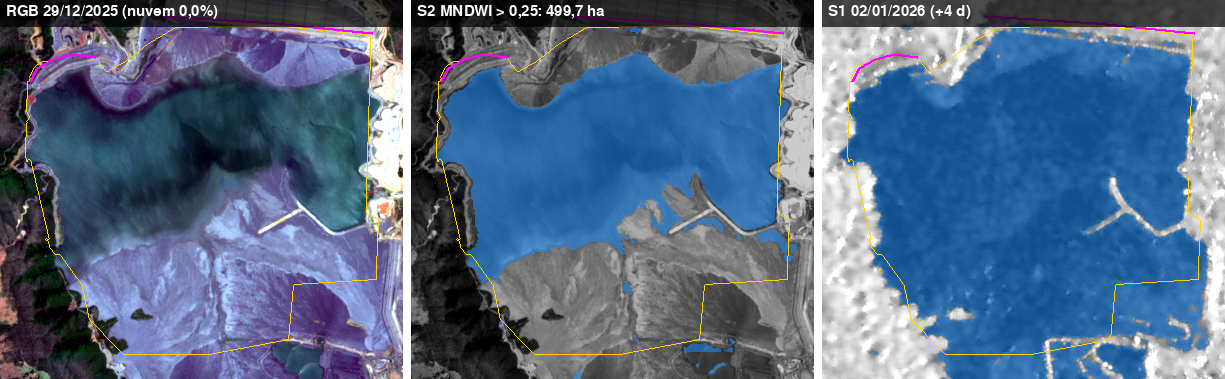 RGB 29/12/2025 (nuvem 0,0%)
S2 MNDWI > 0,25: 499,7 ha
S1 02/01/2026 (+4 d)